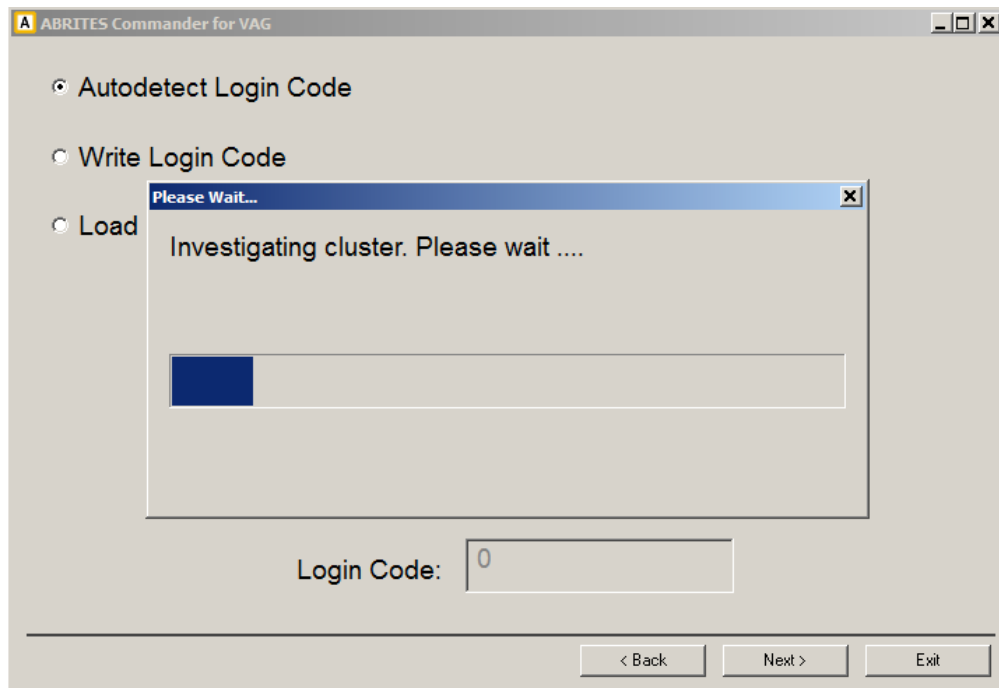 A ABRITES Commander for VAG
Autodetect Login Code
Write Login Code
Please Wait...
Load
Investigating cluster. Please wait ....
Login Code: 0
< Back Next > Exit